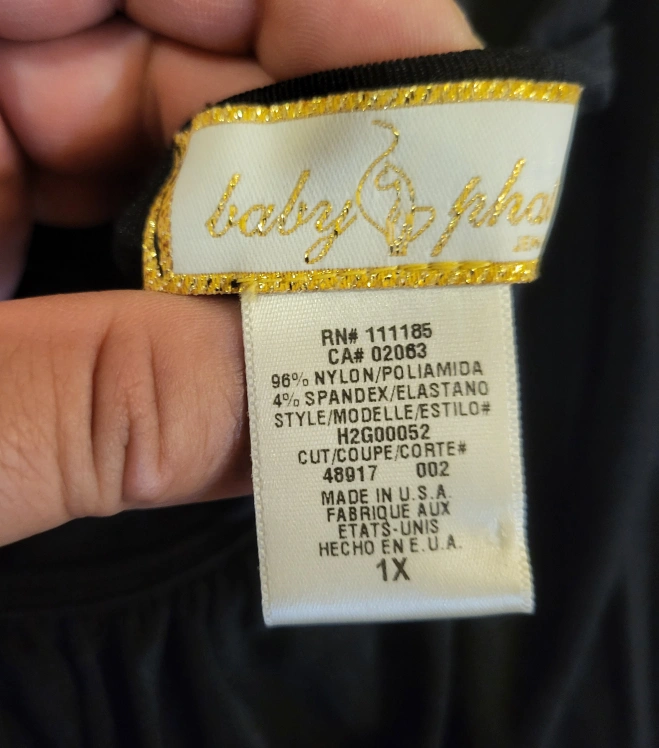 baby pha
RN# 111185
CA# 02063
96% NYLON/POLIAMIDA
4% SPANDEX/ELASTANO
STYLE/MODELLE/ESTILO#
H2G00052
CUT/COUPE/CORTE#
48917 002
MADE IN U.S.A.
FABRIQUE AUX
ETATS-UNIS
HECHO EN E.U.A.
1X